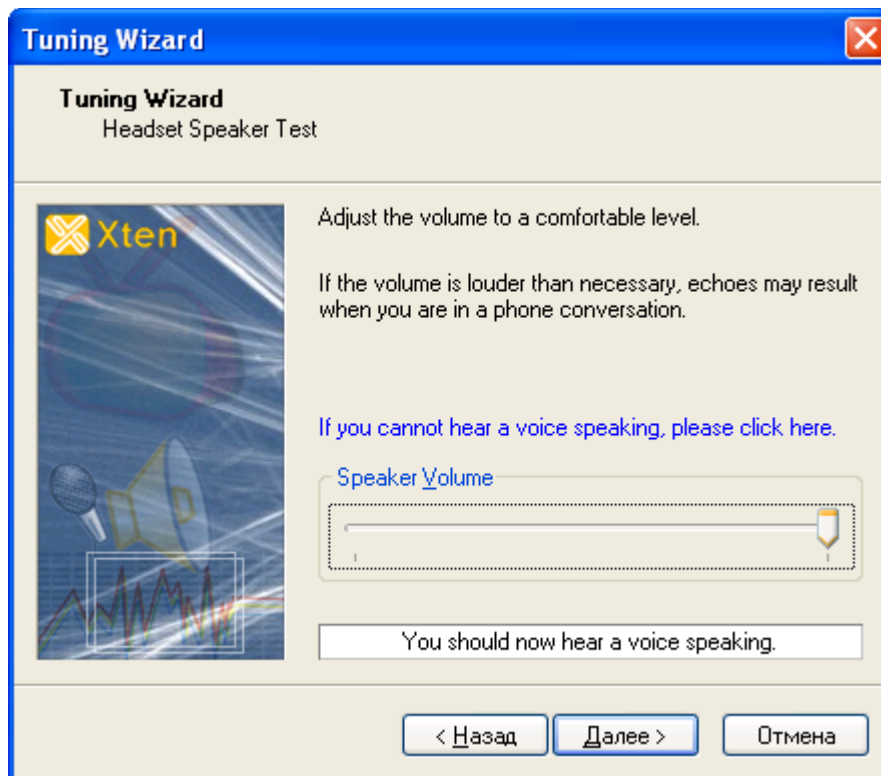 Tuning Wizard
Tuning Wizard
Headset Speaker Test
Xten
Adjust the volume to a comfortable level.
If the volume is louder than necessary, echoes may result
when you are in a phone conversation.
If you cannot hear a voice speaking, please click here.
Speaker Volume
You should now hear a voice speaking.
< Назад Далее > Отмена